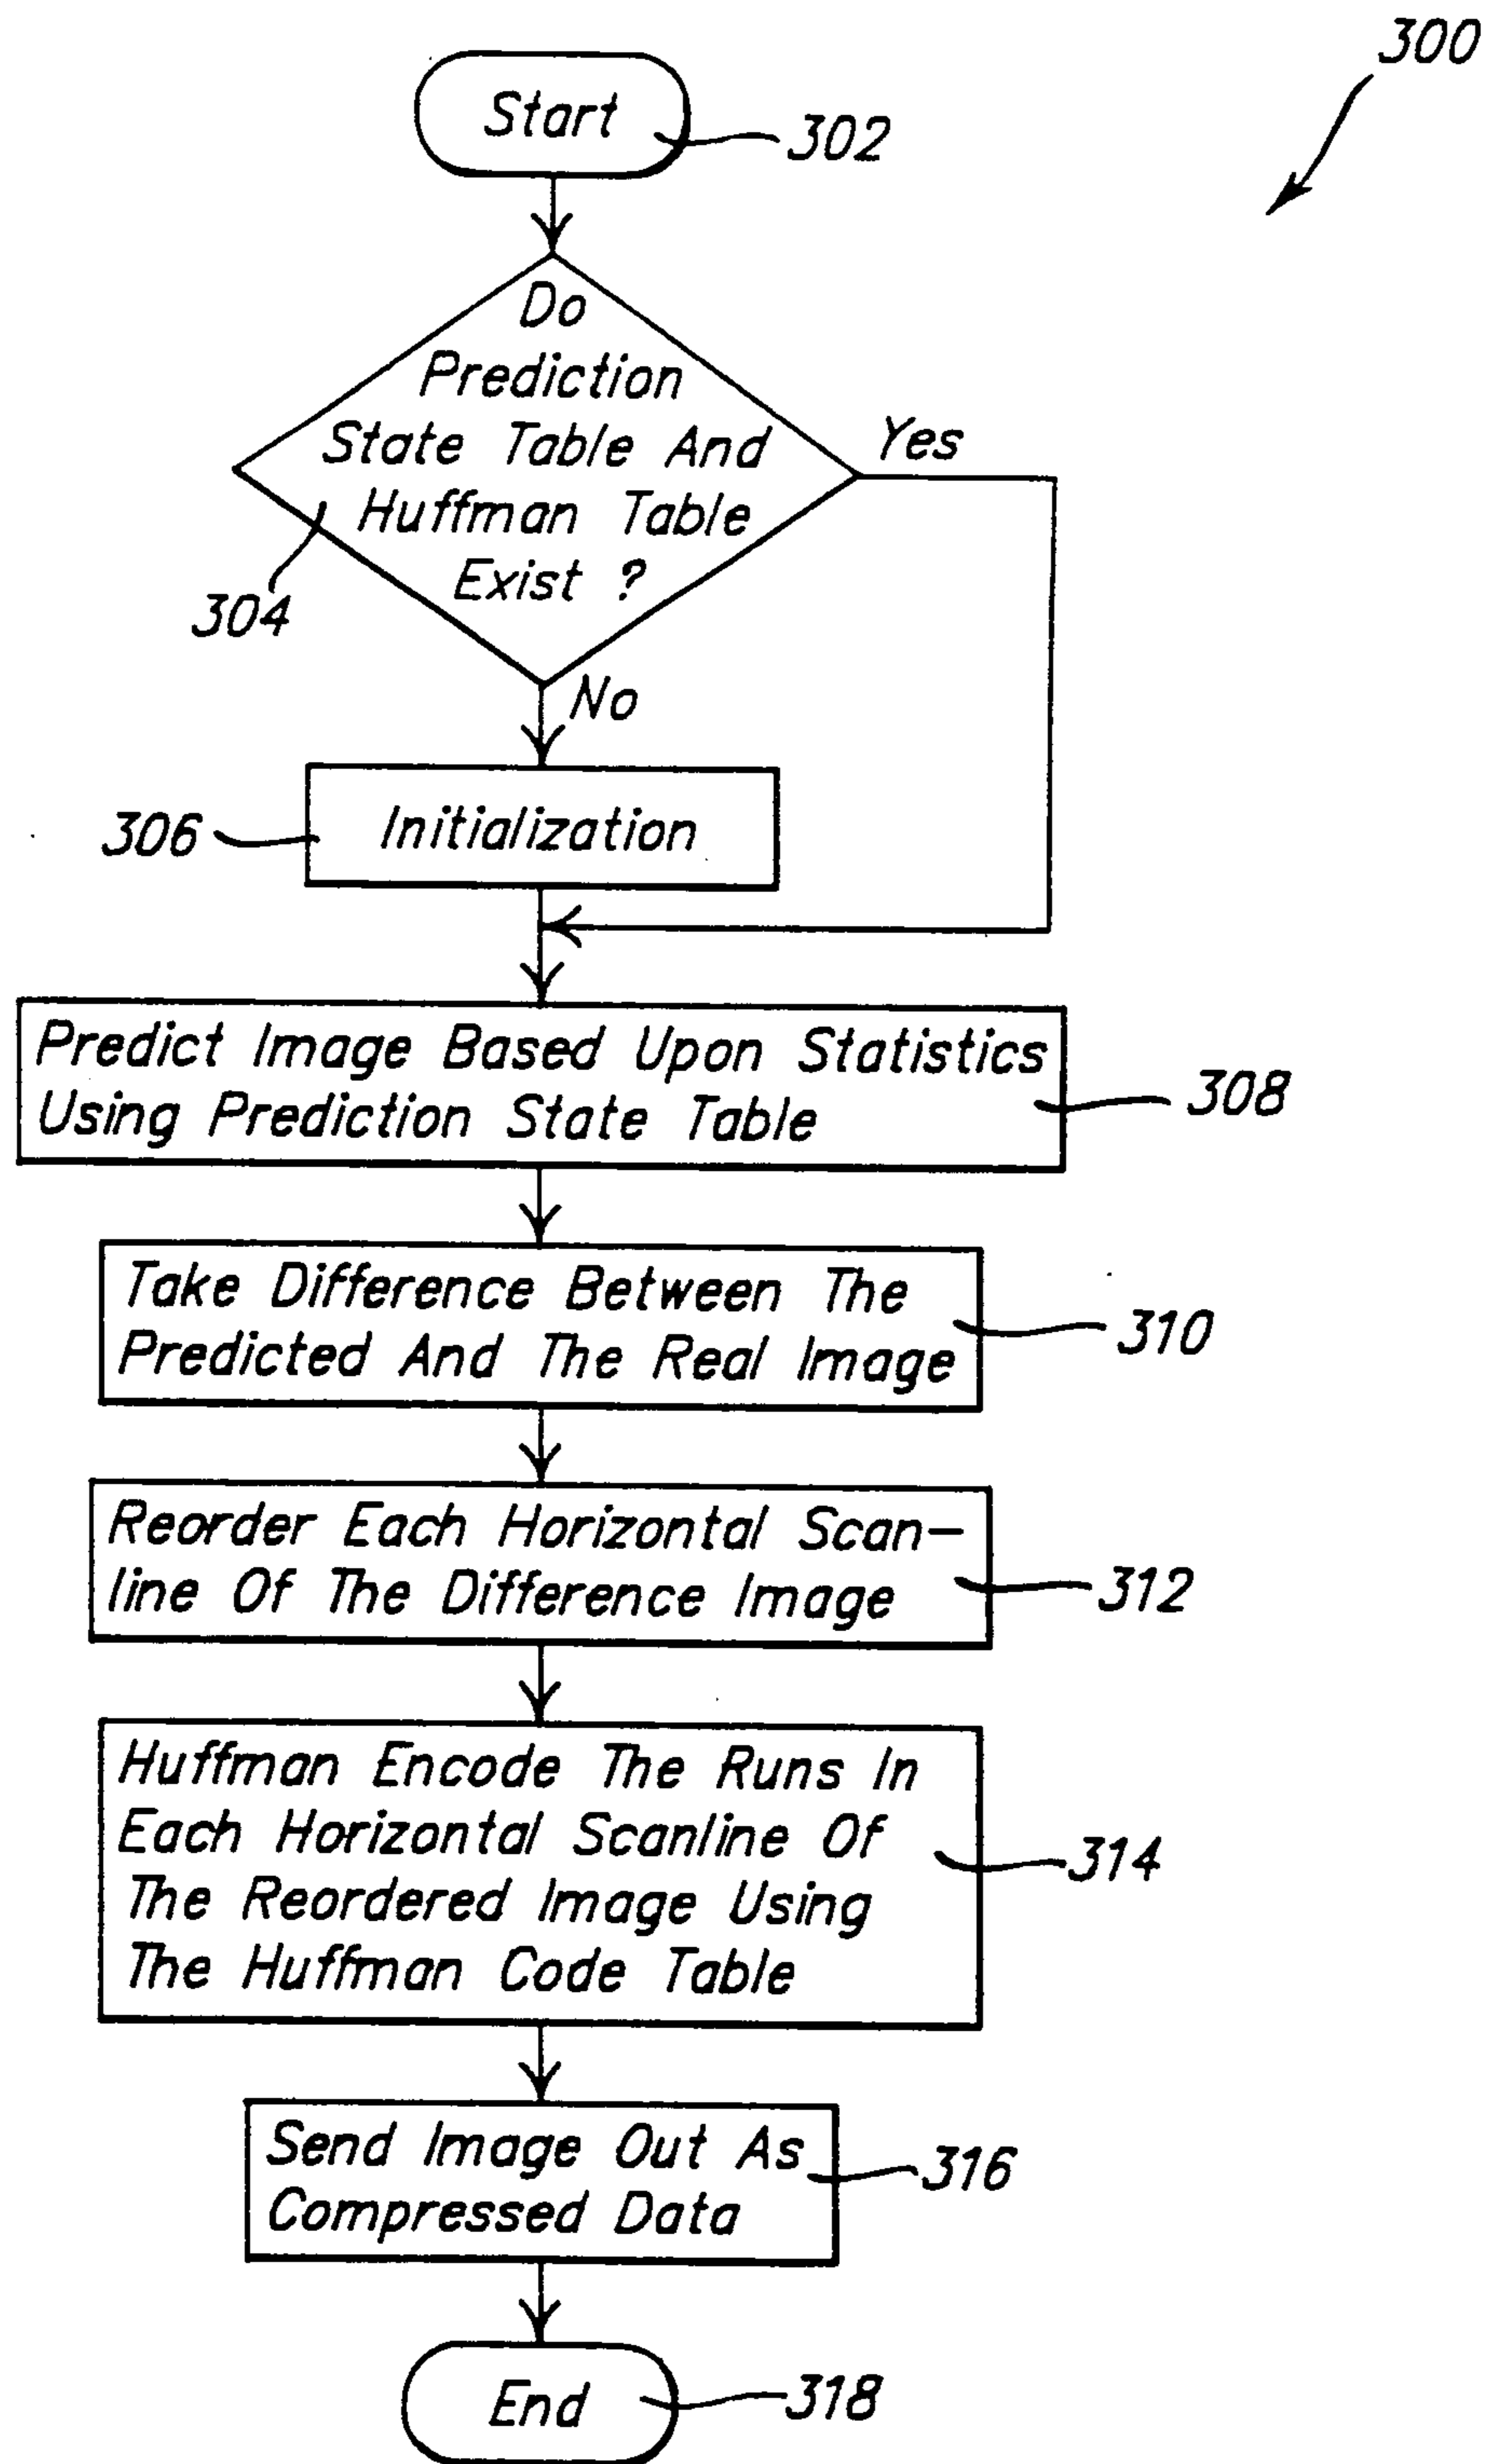 300
Start
302
Do
Prediction
State Table And
Huffman Table
Exist ?
Yes
304
No
Initialization
306
Predict Image Based Upon Statistics
Using Prediction State Table
308
Take Difference Between The
Predicted And The Real Image
310
Reorder Each Horizontal Scan-
line Of The Difference Image
312
Huffman Encode The Runs In
Each Horizontal Scanline Of
The Reordered Image Using
The Huffman Code Table
314
Send Image Out As
Compressed Data
316
End
318